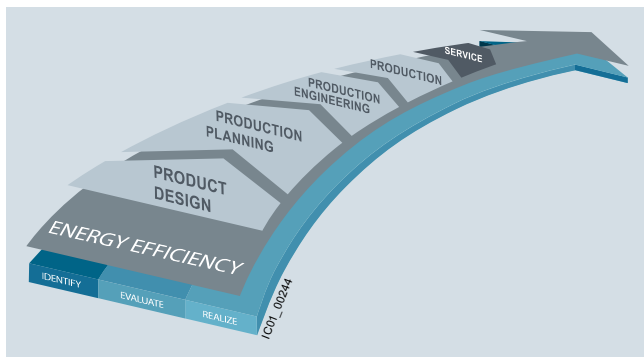 SERVICE
PRODUCTION
PRODUCTION
ENGINEERING
PRODUCTION
PLANNING
PRODUCT
DESIGN
ENERGY EFFICIENCY
IDENTIFY
EVALUATE
REALIZE
IC01_00244